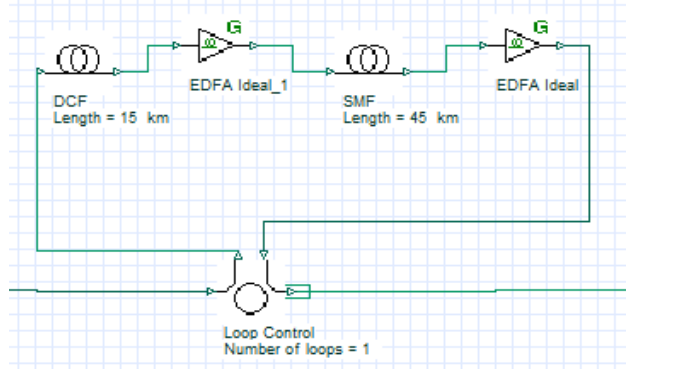 G
G
EDFA Ideal_1
EDFA Ideal
DCF
Length = 15 km
SMF
Length = 45 km
Loop Control
Number of loops = 1